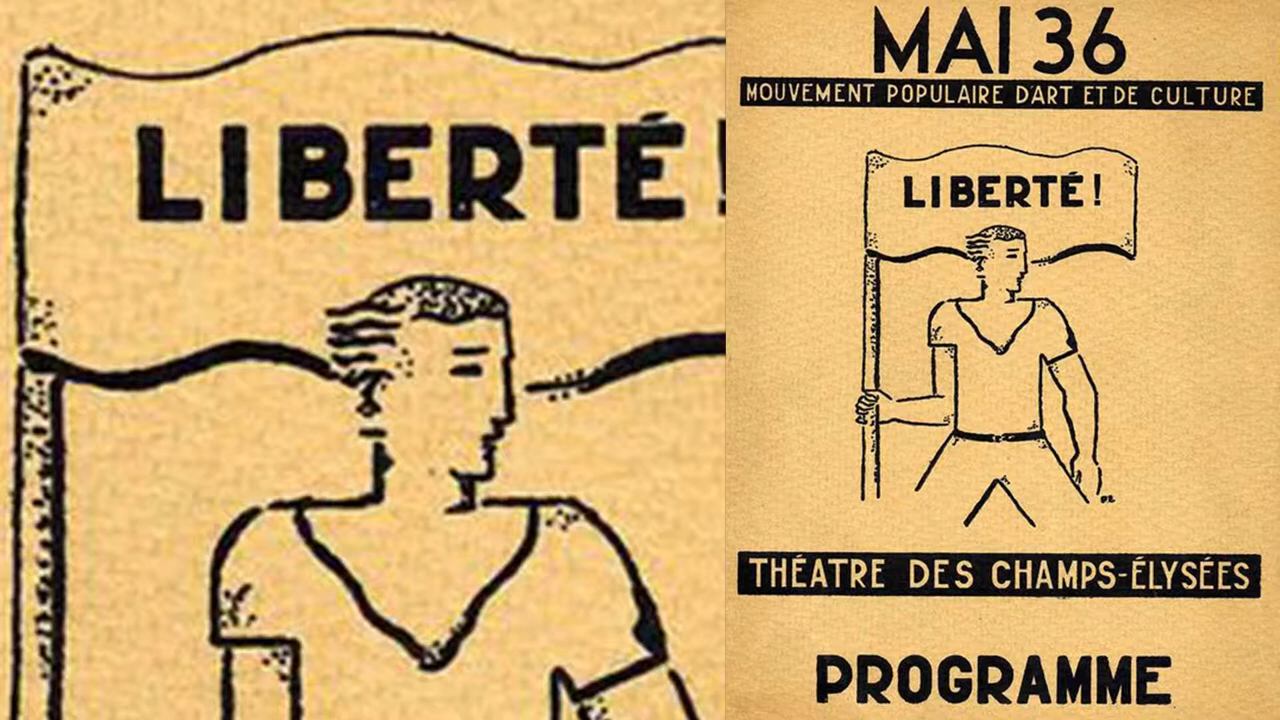 LIBERTÉ!
MAI 36
MOUVEMENT POPULAIRE D'ART ET DE CULTURE
LIBERTÉ!
THÉATRE DES CHAMPS-ÉLYSÉES
PROGRAMME